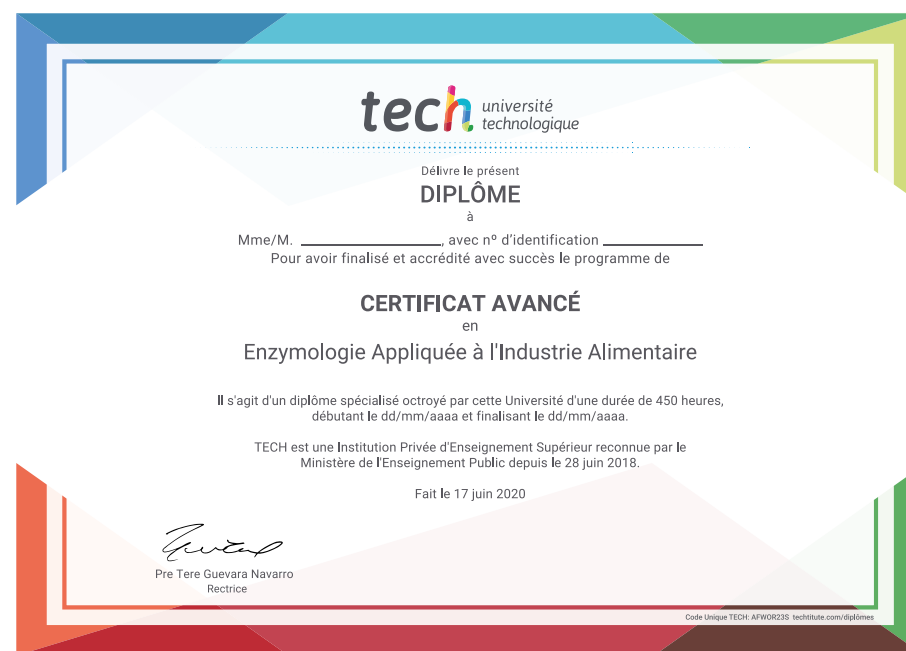 tech université
technologique
Délivre le présent
DIPLÔME
à
Mme/M. ____________________, avec nº d'identification ______________
Pour avoir finalisé et accrédité avec succès le programme de
CERTIFICAT AVANCÉ
en
Enzymologie Appliquée à l'Industrie Alimentaire
Il s'agit d'un diplôme spécialisé octroyé par cette Université d'une durée de 450 heures,
débutant le dd/mm/aaaa et finalisant le dd/mm/aaaa.
TECH est une Institution Privée d'Enseignement Supérieur reconnue par le
Ministère de l'Enseignement Public depuis le 28 juin 2018.
Fait le 17 juin 2020
Pre Tere Guevara Navarro
Rectrice
Code Unique TECH: AFWOR23S techtitute.com/diplômes